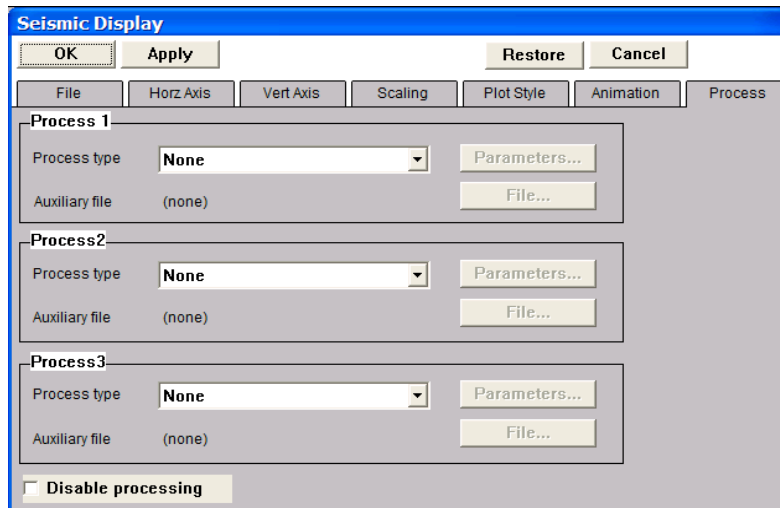 Seismic Display
OK Apply Restore Cancel
File Horz Axis Vert Axis Scaling Plot Style Animation Process
Process 1
Process type None Parameters...
Auxiliary file (none) File...
Process2
Process type None Parameters...
Auxiliary file (none) File...
Process3
Process type None Parameters...
Auxiliary file (none) File...
Disable processing